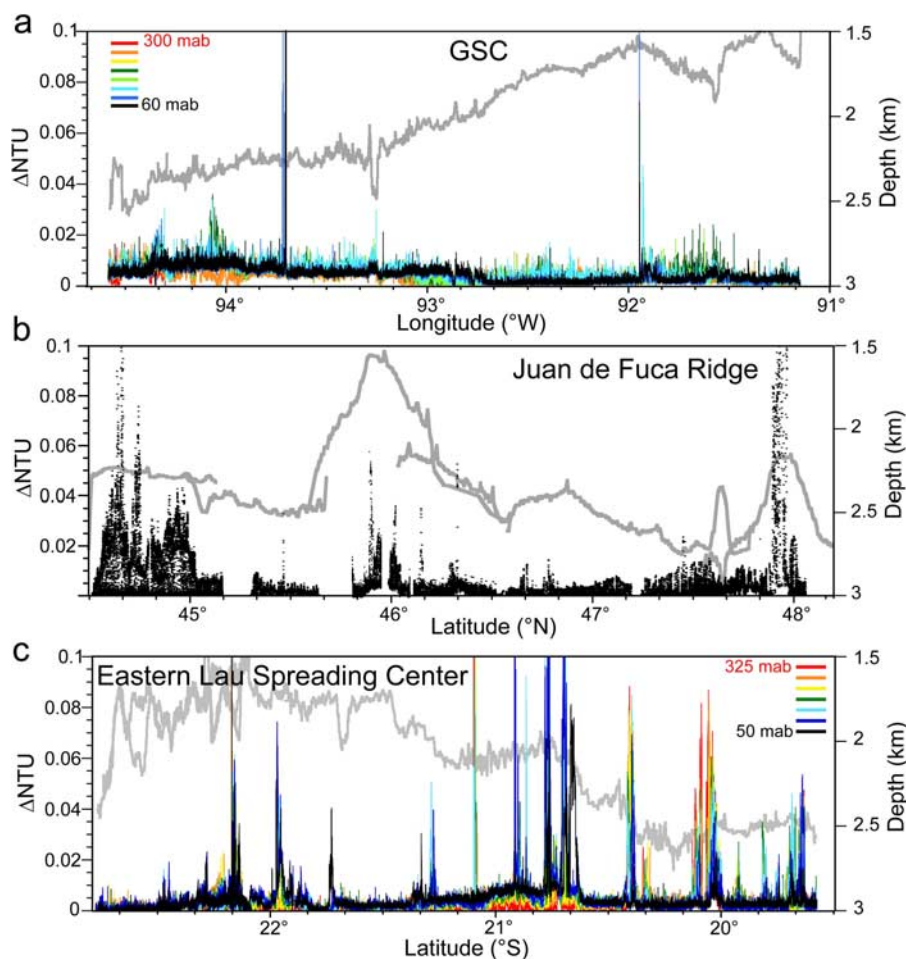 a
GSC
300 mab
60 mab
0.1
0.08
0.06
0.04
0.02
0
ΔNTU
1.5
2
2.5
3
Depth (km)
94° 93° 92° 91°
Longitude (°W)
b
Juan de Fuca Ridge
0.1
0.08
0.06
0.04
0.02
ΔNTU
1.5
2
2.5
3
Depth (km)
45° 46° 47° 48°
Latitude (°N)
c
Eastern Lau Spreading Center
325 mab
50 mab
0.1
0.08
0.06
0.04
0.02
0
ΔNTU
1.5
2
2.5
3
Depth (km)
22° 21° 20°
Latitude (°S)